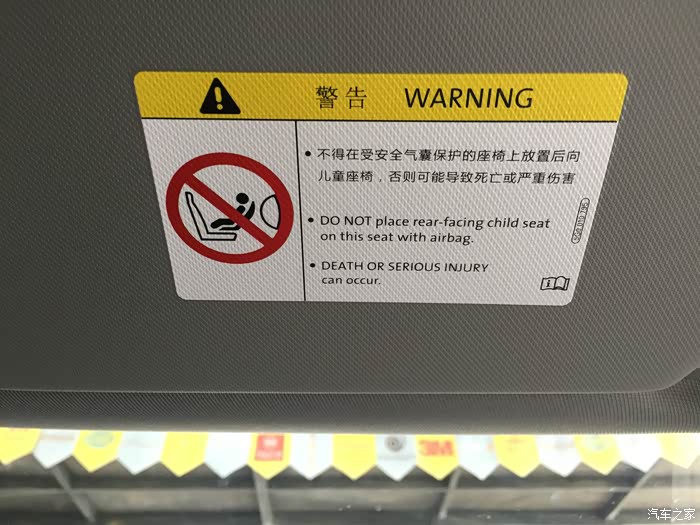 警告 WARNING
• 不得在受安全气囊保护的座椅上放置后向
儿童座椅，否则可能导致死亡或严重伤害
• DO NOT place rear-facing child seat
on this seat with airbag.
• DEATH OR SERIOUS INJURY
can occur.
3M
汽车之家